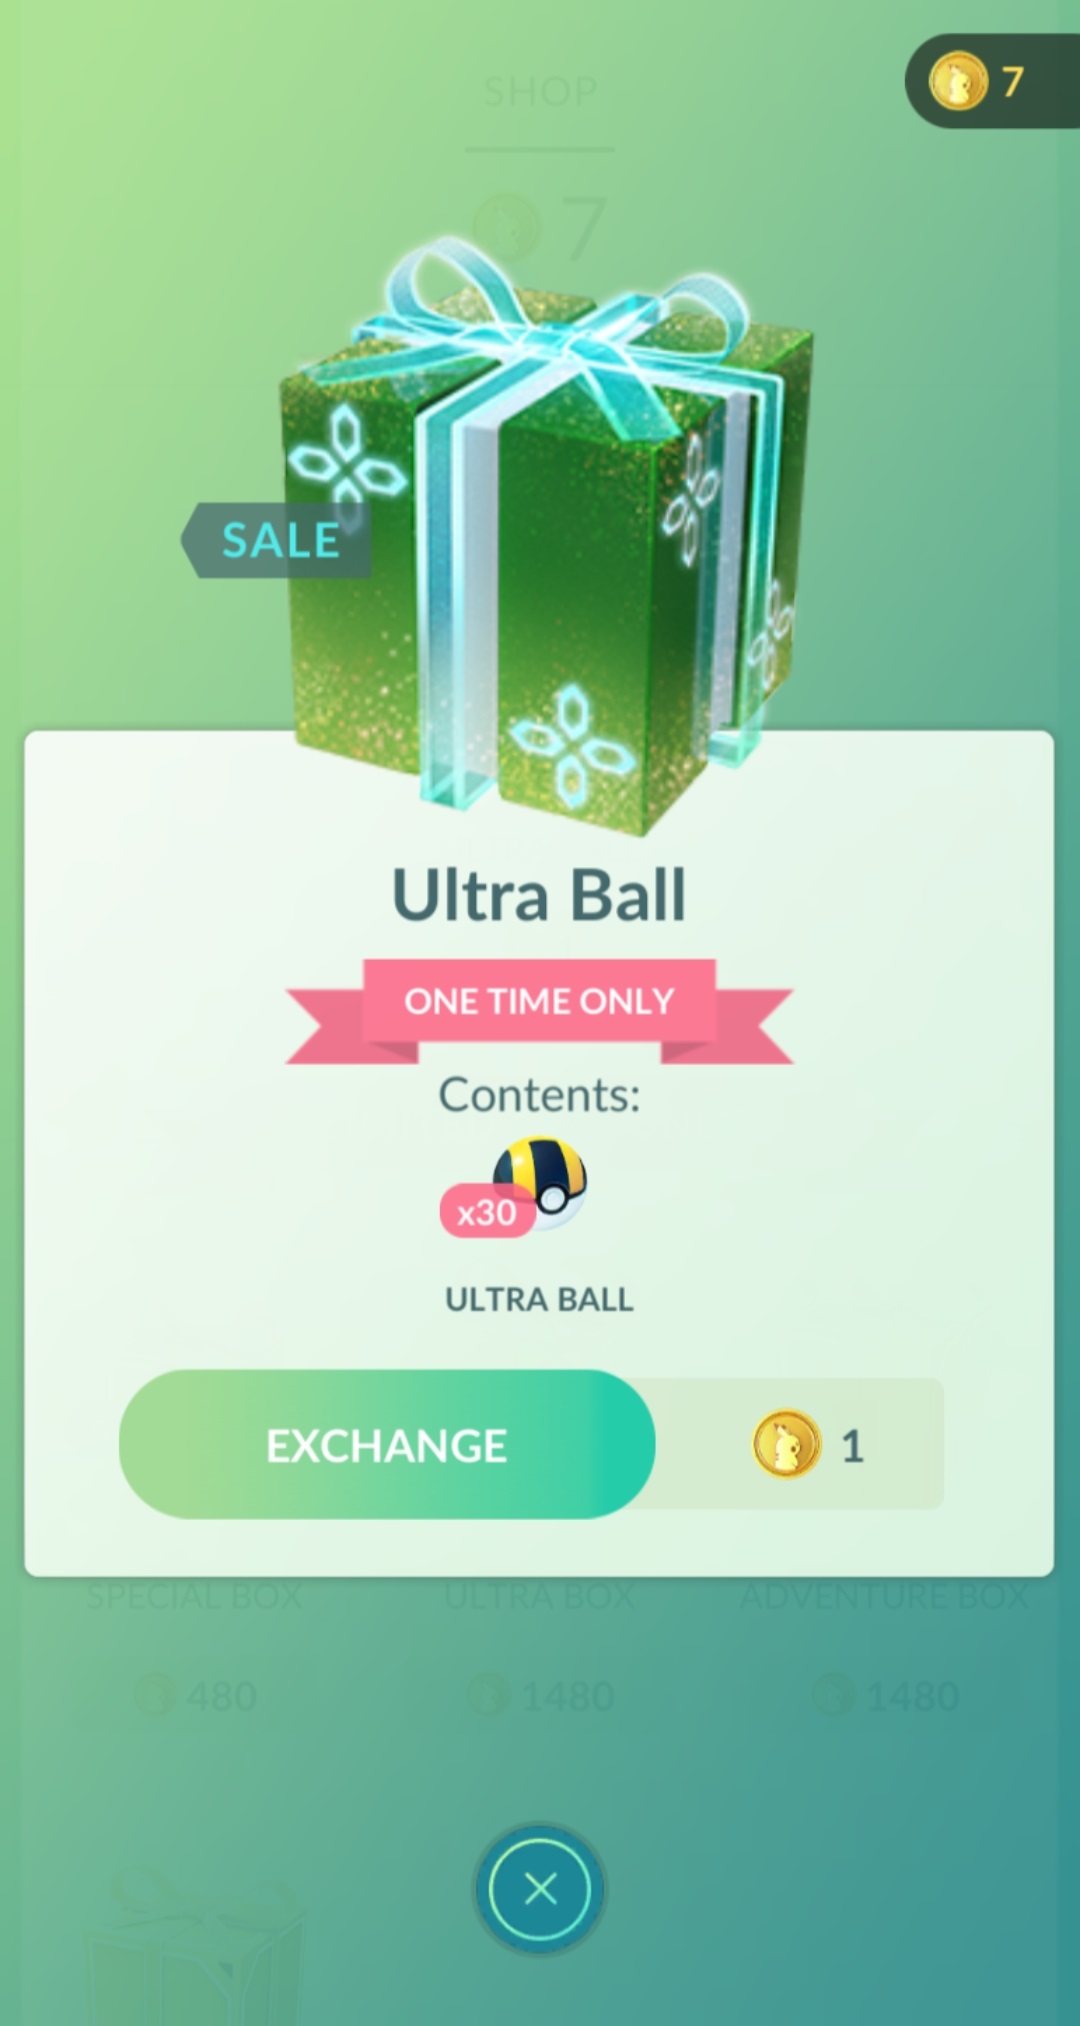 7
SHOP
7
SALE
Ultra Ball
ONE TIME ONLY
Contents:
x30
ULTRA BALL
EXCHANGE
1
SPECIAL BOX ULTRA BOX ADVENTURE BOX
480 1480 1480